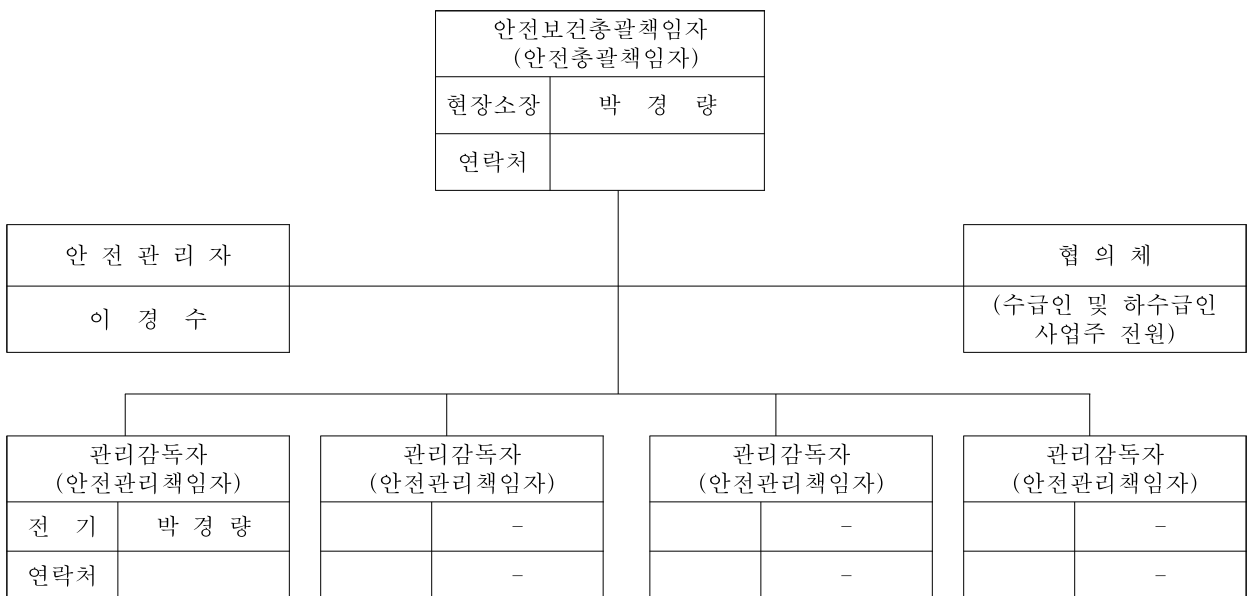 안전보건총괄책임자
(안전총괄책임자)
현장소장 박 경 량
연락처
안 전 관 리 자
이 경 수
협 의 체
(수급인 및 하수급인
사업주 전원)
관리감독자
(안전관리책임자)
전 기 박 경 량
연락처
관리감독자
(안전관리책임자)
-
-
관리감독자
(안전관리책임자)
-
-
관리감독자
(안전관리책임자)
-
-